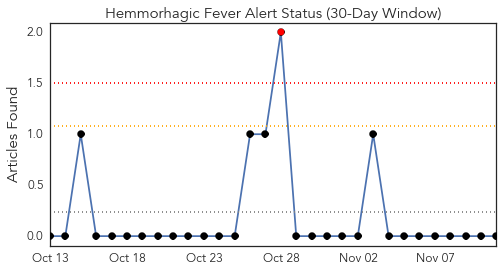 Hemmorhagic Fever Alert Status (30-Day Window)
Articles Found
2.0
1.5
1.0
0.5
0.0
Oct 13 Oct 18 Oct 23 Oct 28 Nov 02 Nov 07